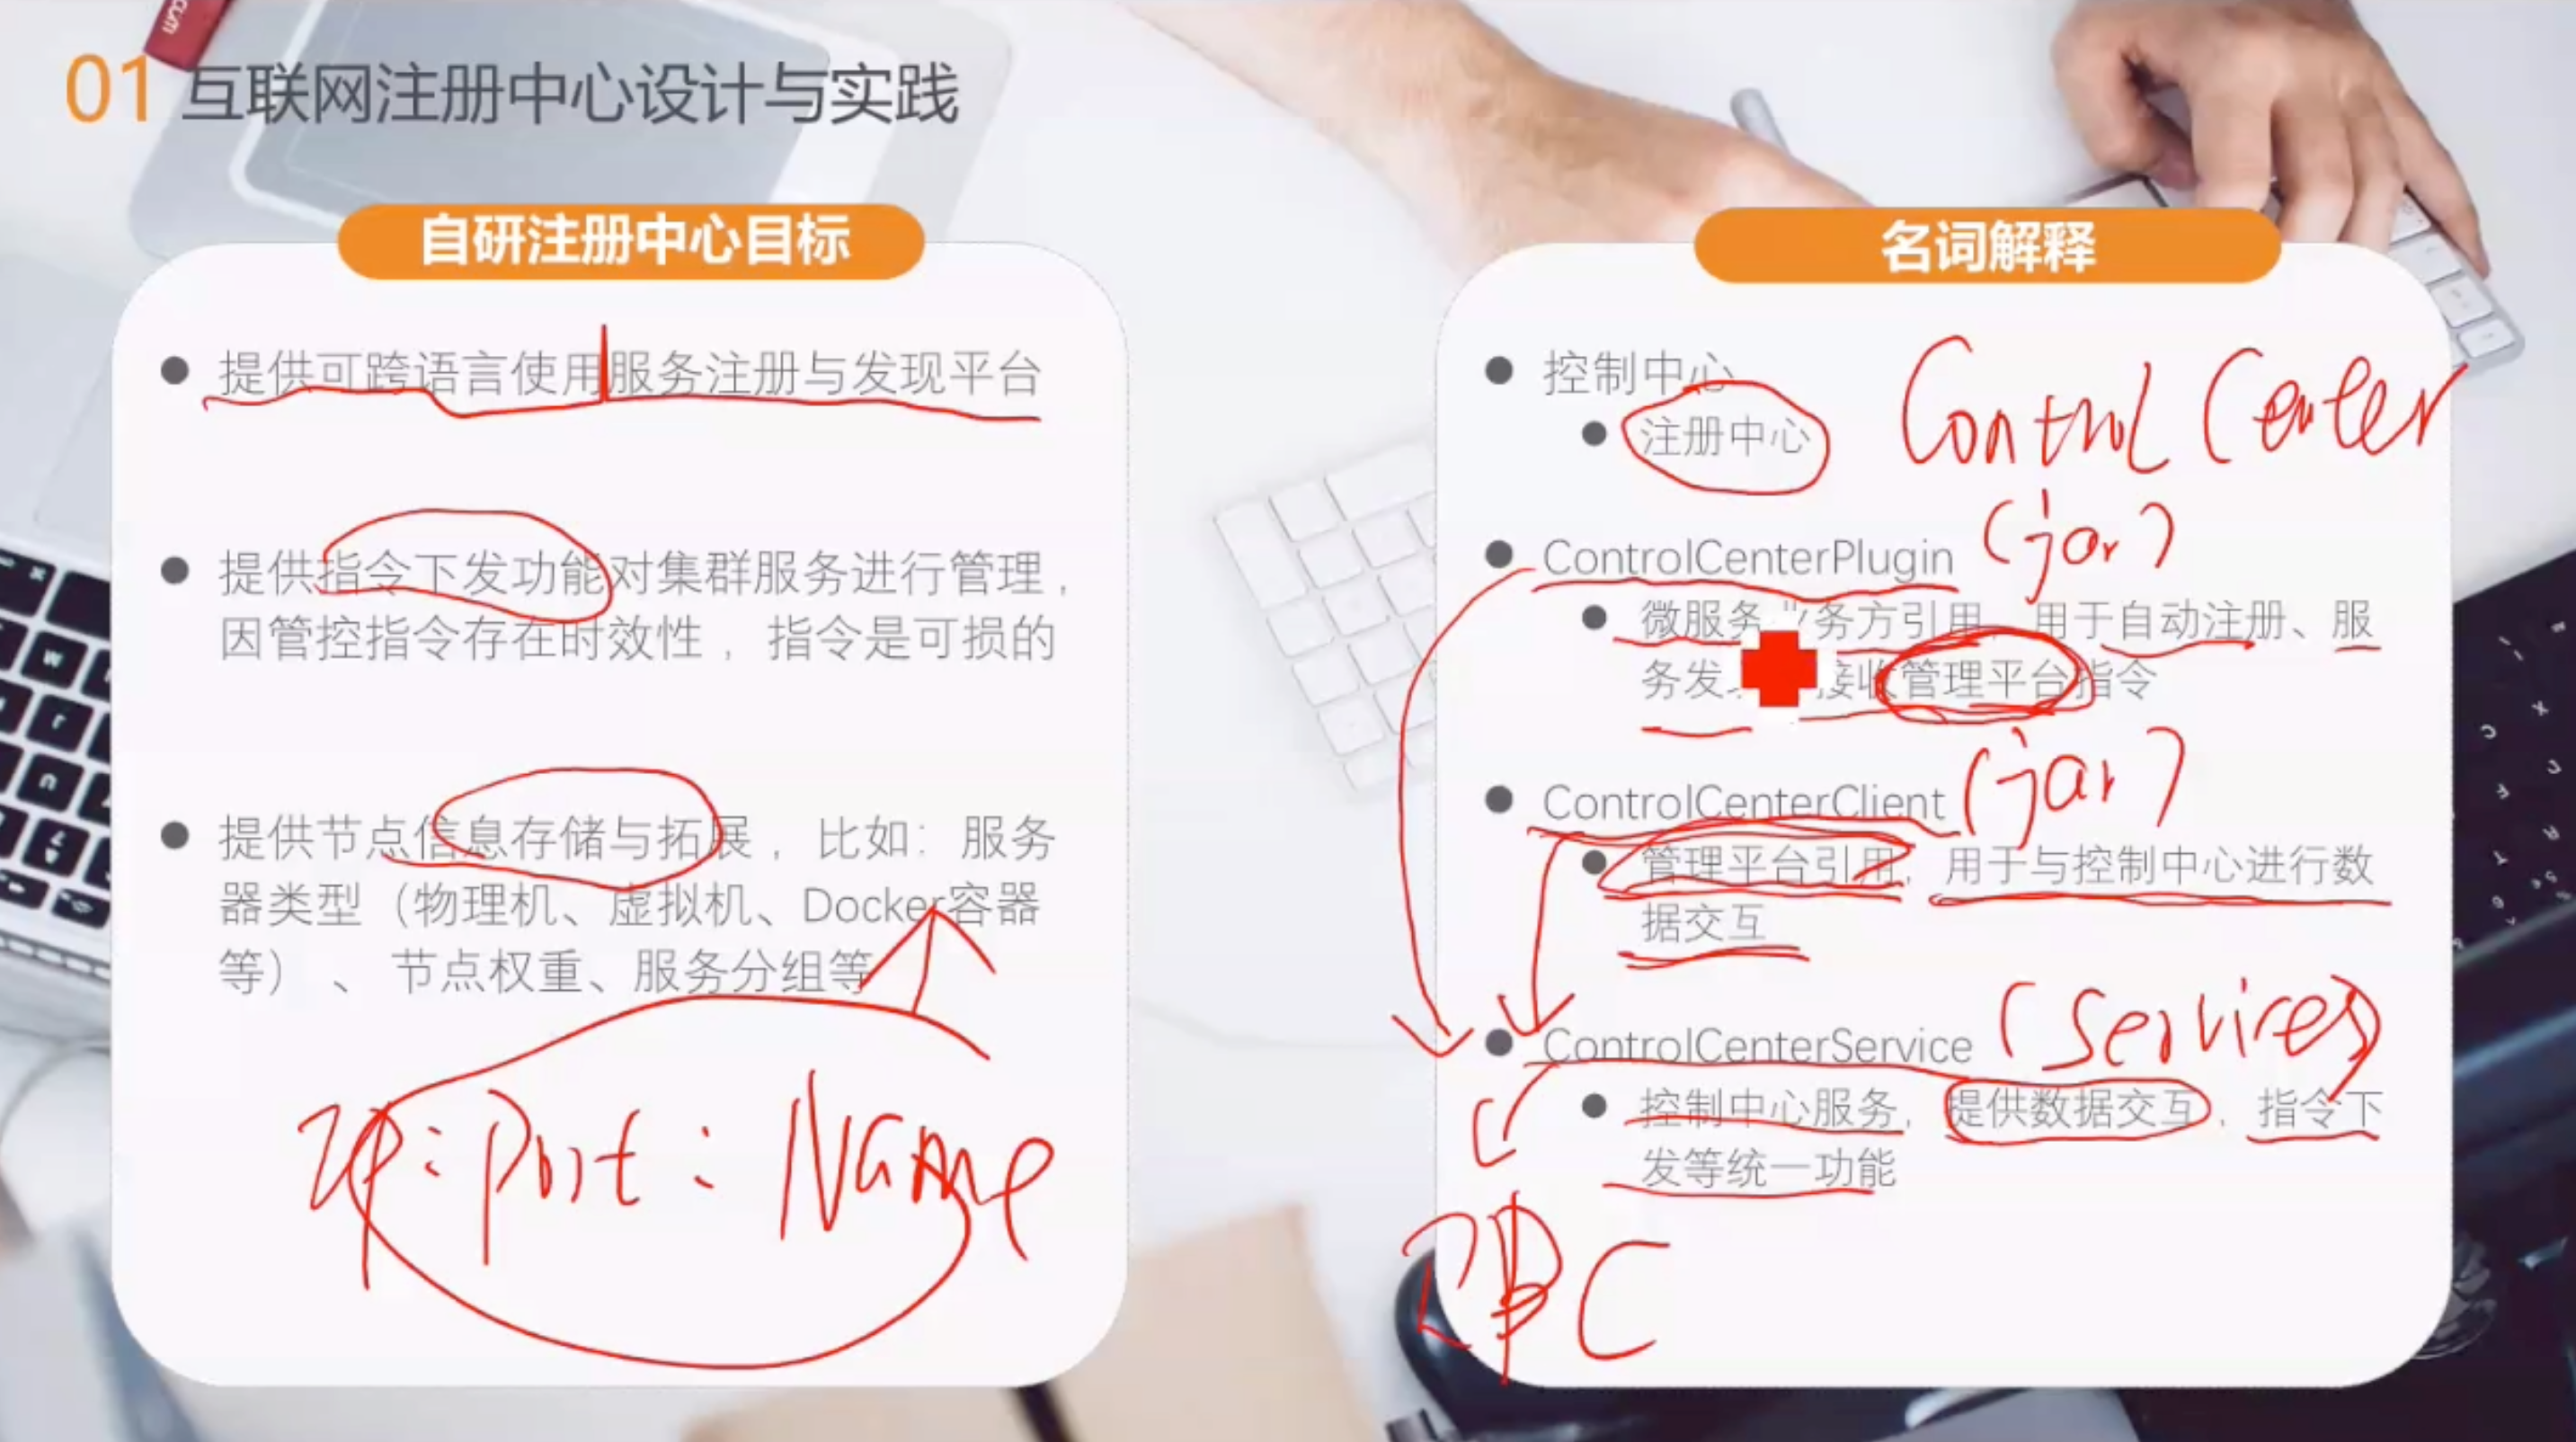 01 互联网注册中心设计与实践
自研注册中心目标
提供可跨语言使用服务注册与发现平台
提供指令下发功能对集群服务进行管理，
因管控指令存在时效性，指令是可损的
提供节点信息存储与拓展，比如：服务
器类型（物理机、虚拟机、Docker容器
等）、节点权重、服务分组等
ip : port : Name
名词解释
控制中心
注册中心
Control Center
ControlCenterPlugin (jar)
微服务 务方引用，用于自动注册、服
务发 接收管理平台指令
ControlCenterClient (jar)
管理平台引用，用于与控制中心进行数
据交互
ControlCenterService (Services)
控制中心服务，提供数据交互，指令下
发等统一功能
C